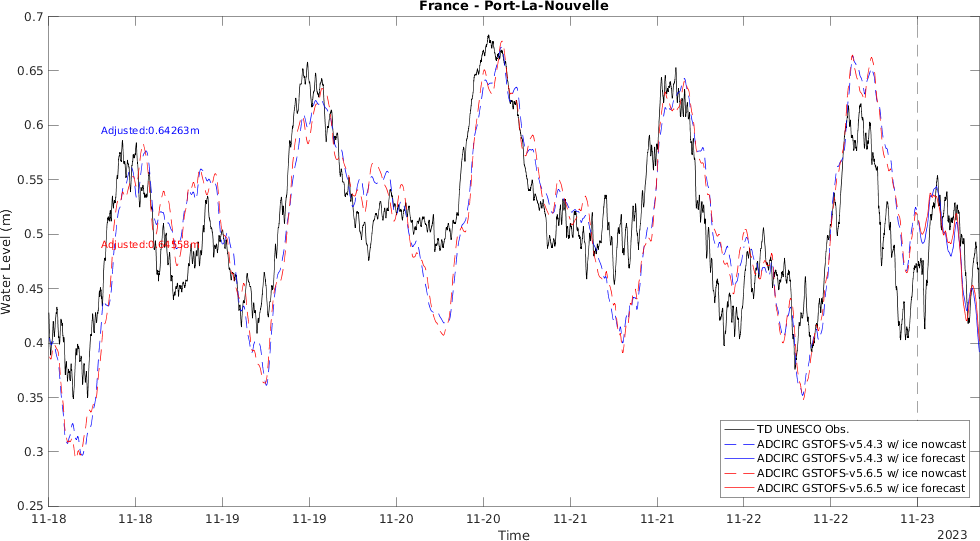 France - Port-La-Nouvelle
Water Level (m)
0.7
0.65
0.6
0.55
0.5
0.45
0.4
0.35
0.3
0.25
Adjusted:0.64263m
Adjusted:0.64558m
TD UNESCO Obs.
ADCIRC GSTOFS-v5.4.3 w/ ice nowcast
ADCIRC GSTOFS-v5.4.3 w/ ice forecast
ADCIRC GSTOFS-v5.6.5 w/ ice nowcast
ADCIRC GSTOFS-v5.6.5 w/ ice forecast
11-18 11-18 11-19 11-19 11-20 11-20 11-21 11-21 11-22 11-22 11-23
Time
2023